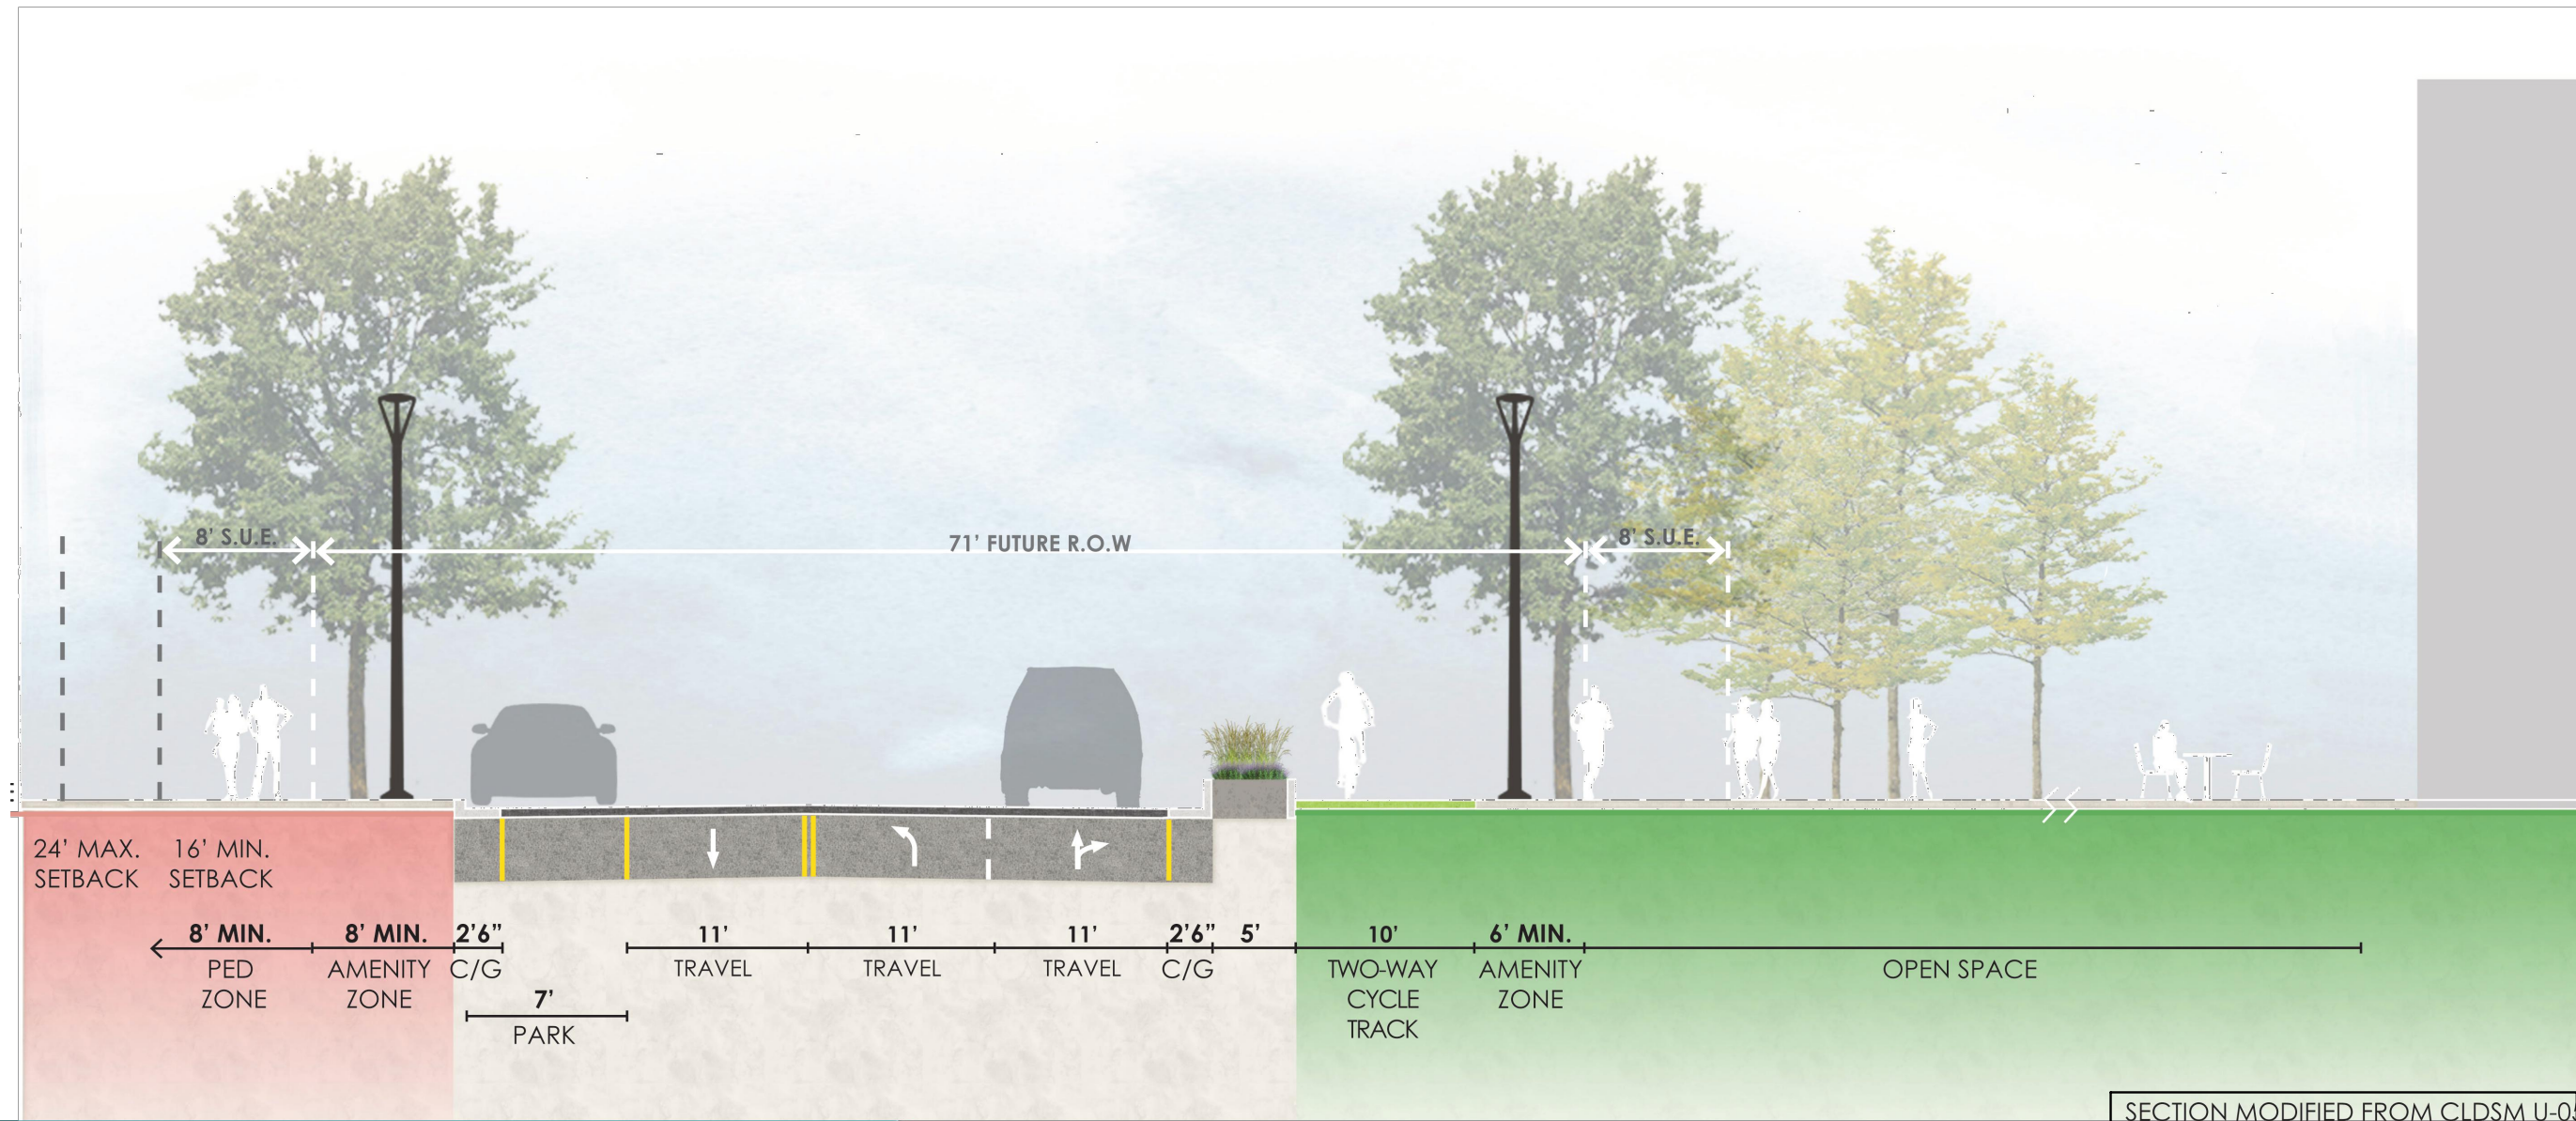 8’ S.U.E.
71’ FUTURE R.O.W
8’ S.U.E.
24’ MAX.
SETBACK
16’ MIN.
SETBACK
8’ MIN.
PED
ZONE
8’ MIN.
AMENITY
ZONE
2’6”
C/G
7’
PARK
11’
TRAVEL
11’
TRAVEL
11’
TRAVEL
2’6”
C/G
5’
10’
TWO-WAY
CYCLE
TRACK
6’ MIN.
AMENITY
ZONE
OPEN SPACE
SECTION MODIFIED FROM CLDSM